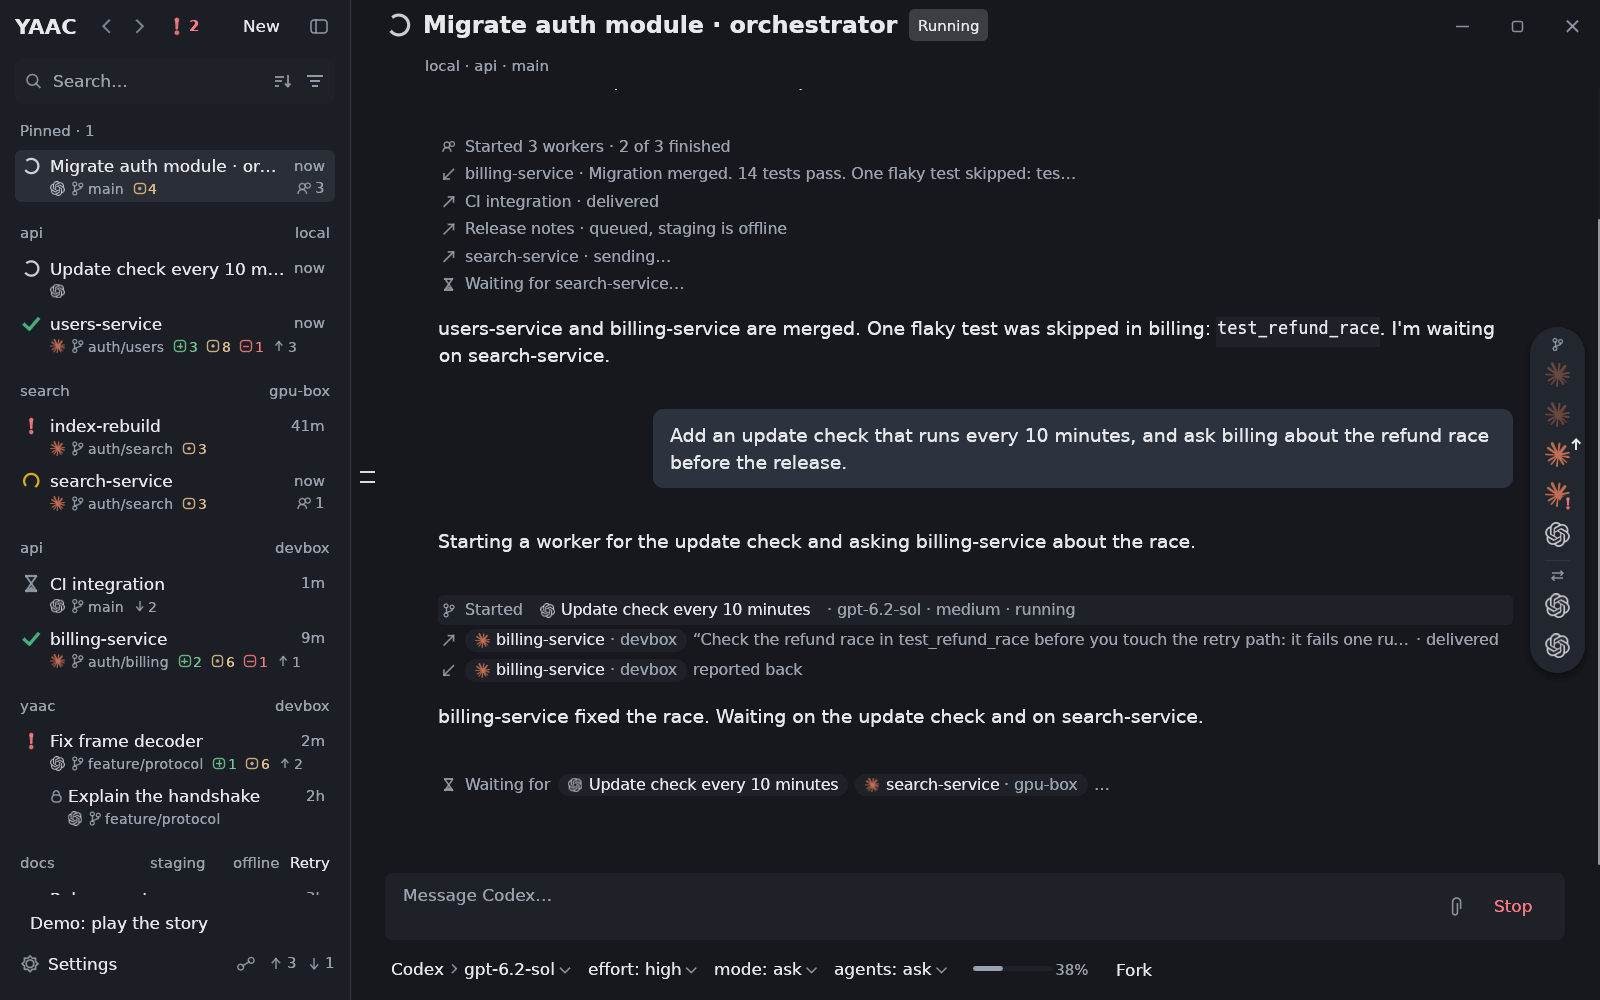 YAAC
2
New
Search...
Pinned · 1
Migrate auth module · or... now
main 4 3
api local
Update check every 10 m... now
users-service now
auth/users 3 8 1 ↑ 3
search gpu-box
index-rebuild 41m
auth/search 3
search-service now
auth/search 3 1
api devbox
CI integration 1m
main ↓ 2
billing-service 9m
auth/billing 2 6 1 ↑ 1
yaac devbox
Fix frame decoder 2m
feature/protocol 1 6 ↑ 2
Explain the handshake 2h
feature/protocol
docs staging offline Retry
Demo: play the story
Settings ↑ 3 ↓ 1
Migrate auth module · orchestrator Running
local · api · main
Started 3 workers · 2 of 3 finished
↙ billing-service · Migration merged. 14 tests pass. One flaky test skipped: tes...
↗ CI integration · delivered
↗ Release notes · queued, staging is offline
↗ search-service · sending...
Waiting for search-service...
users-service and billing-service are merged. One flaky test was skipped in billing: test_refund_race. I'm waiting
on search-service.
Add an update check that runs every 10 minutes, and ask billing about the refund race
before the release.
Starting a worker for the update check and asking billing-service about the race.
Started Update check every 10 minutes · gpt-6.2-sol · medium · running
↗ billing-service · devbox “Check the refund race in test_refund_race before you touch the retry path: it fails one ru... · delivered
↙ billing-service · devbox reported back
billing-service fixed the race. Waiting on the update check and on search-service.
Waiting for Update check every 10 minutes search-service · gpu-box ...
Message Codex...
Stop
Codex > gpt-6.2-sol effort: high mode: ask agents: ask 38% Fork